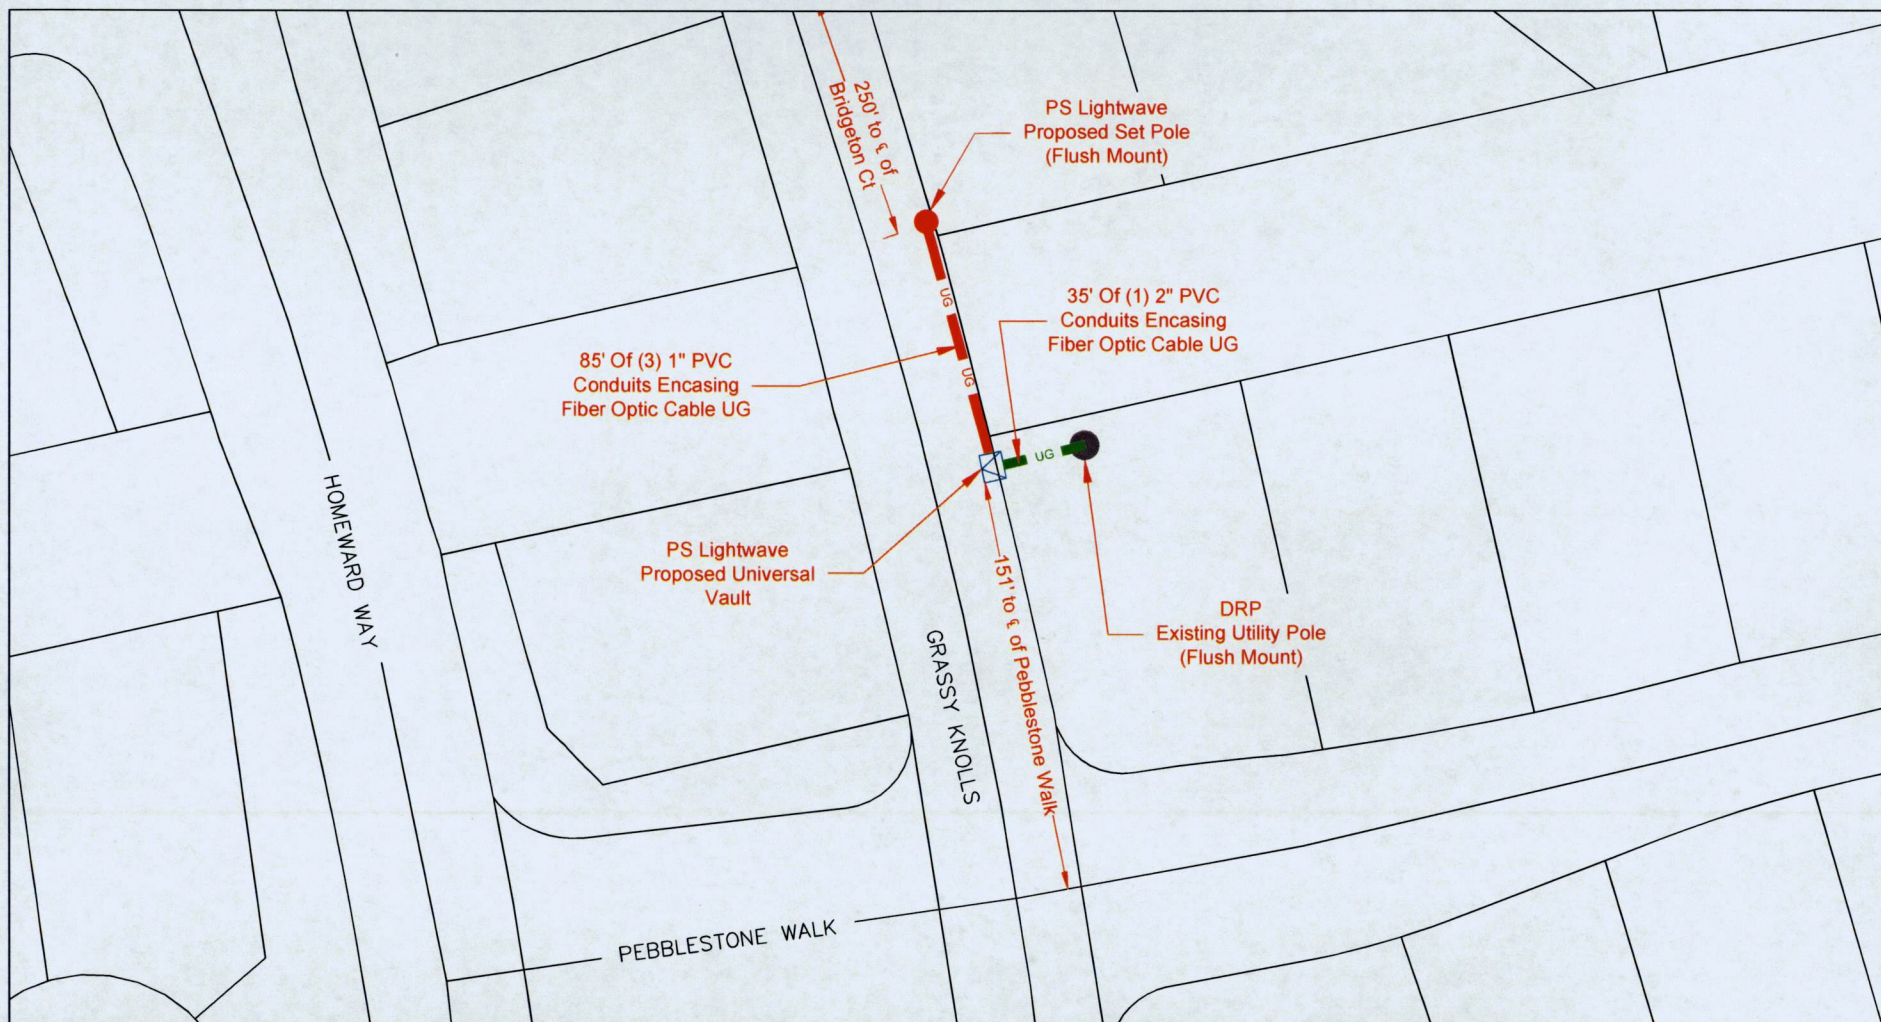 250' to ℄ of
Bridgeton Ct
PS Lightwave
Proposed Set Pole
(Flush Mount)
UG
35' Of (1) 2" PVC
Conduits Encasing
Fiber Optic Cable UG
85' Of (3) 1" PVC
Conduits Encasing
Fiber Optic Cable UG
UG
UG
HOMEWARD WAY
PS Lightwave
Proposed Universal
Vault
151' to ℄ of Pebblestone Walk
DRP
Existing Utility Pole
(Flush Mount)
GRASSY KNOLLS
PEBBLESTONE WALK